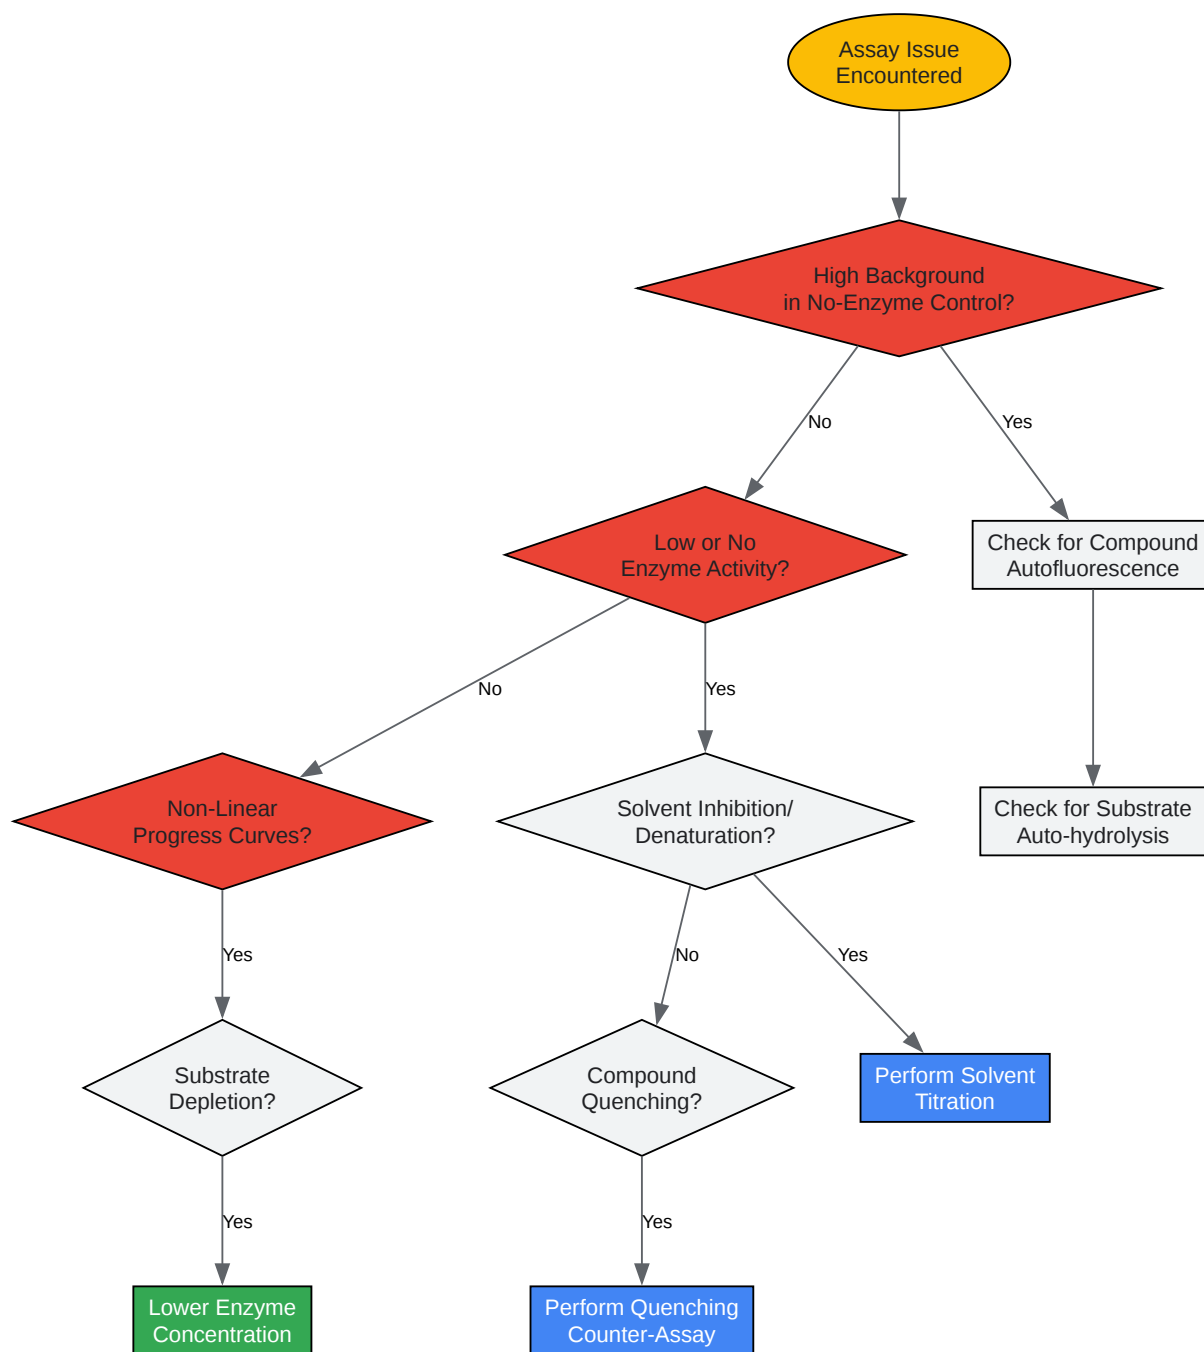 Assay Issue
Encountered
High Background
in No-Enzyme Control?
No
Yes
Low or No
Enzyme Activity?
Check for Compound
Autofluorescence
No
Yes
Non-Linear
Progress Curves?
Solvent Inhibition/
Denaturation?
Check for Substrate
Auto-hydrolysis
Yes
No
Yes
Substrate
Depletion?
Compound
Quenching?
Perform Solvent
Titration
Yes
Yes
Lower Enzyme
Concentration
Perform Quenching
Counter-Assay